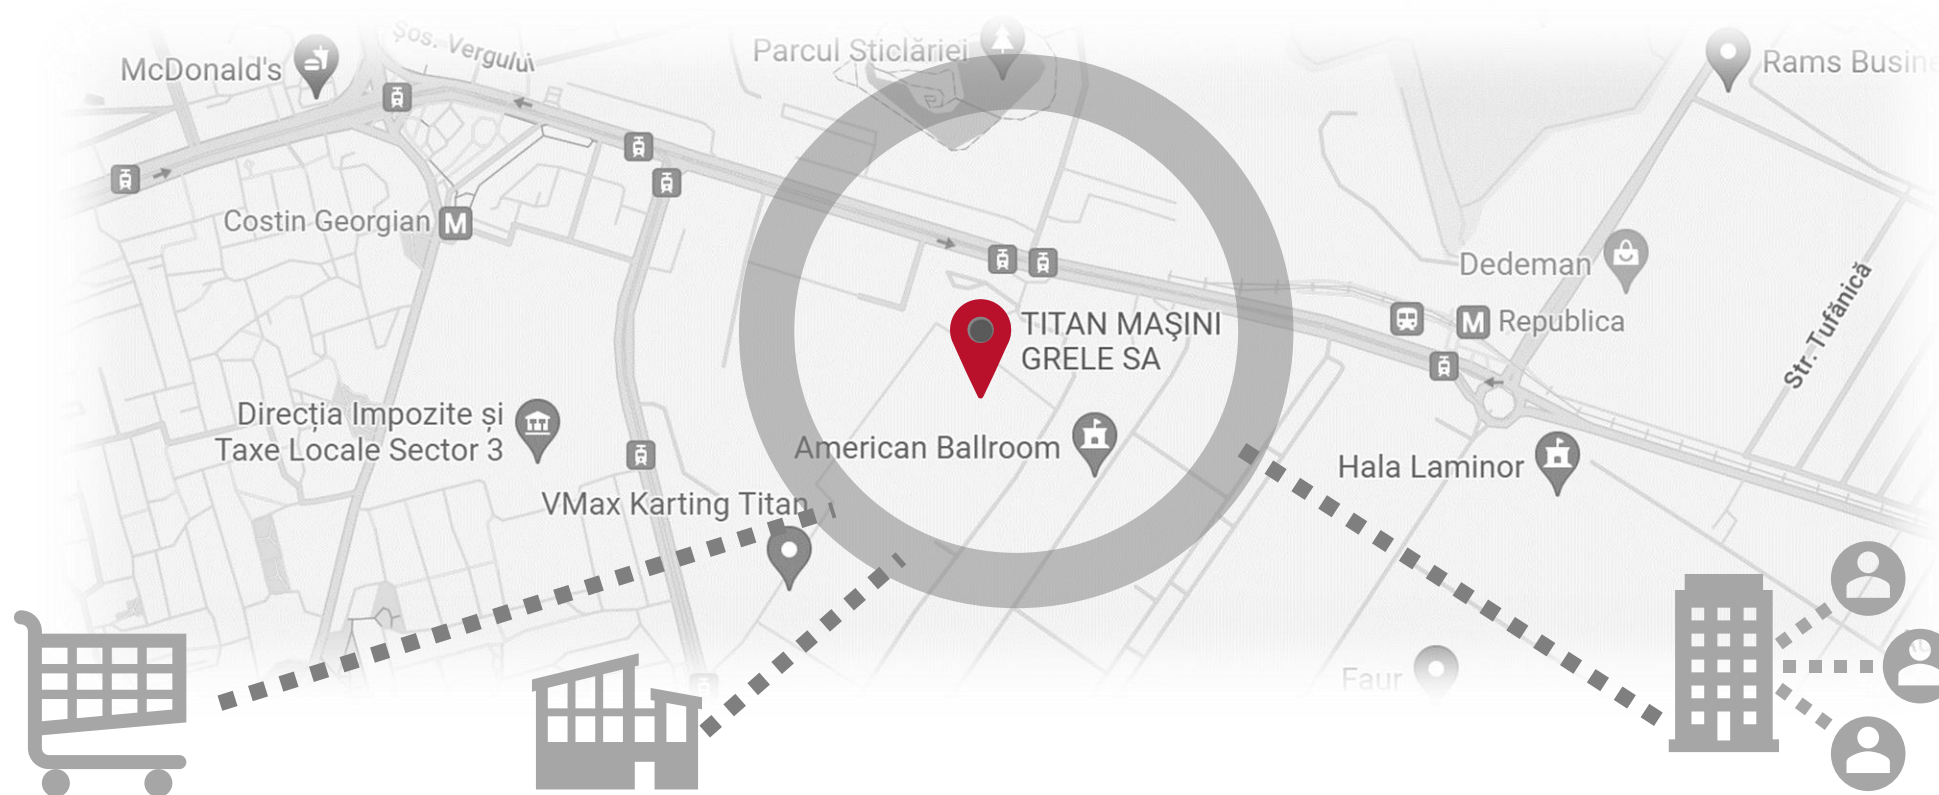 Șos. Vergului
McDonald's
Parcul Sticlăriei
Rams Busine
Costin Georgian
M
Dedeman
M
Republica
Str. Tufănică
TITAN MAŞINI
GRELE SA
Direcția Impozite și
Taxe Locale Sector 3
American Ballroom
Hala Laminor
VMax Karting Titan
Faur